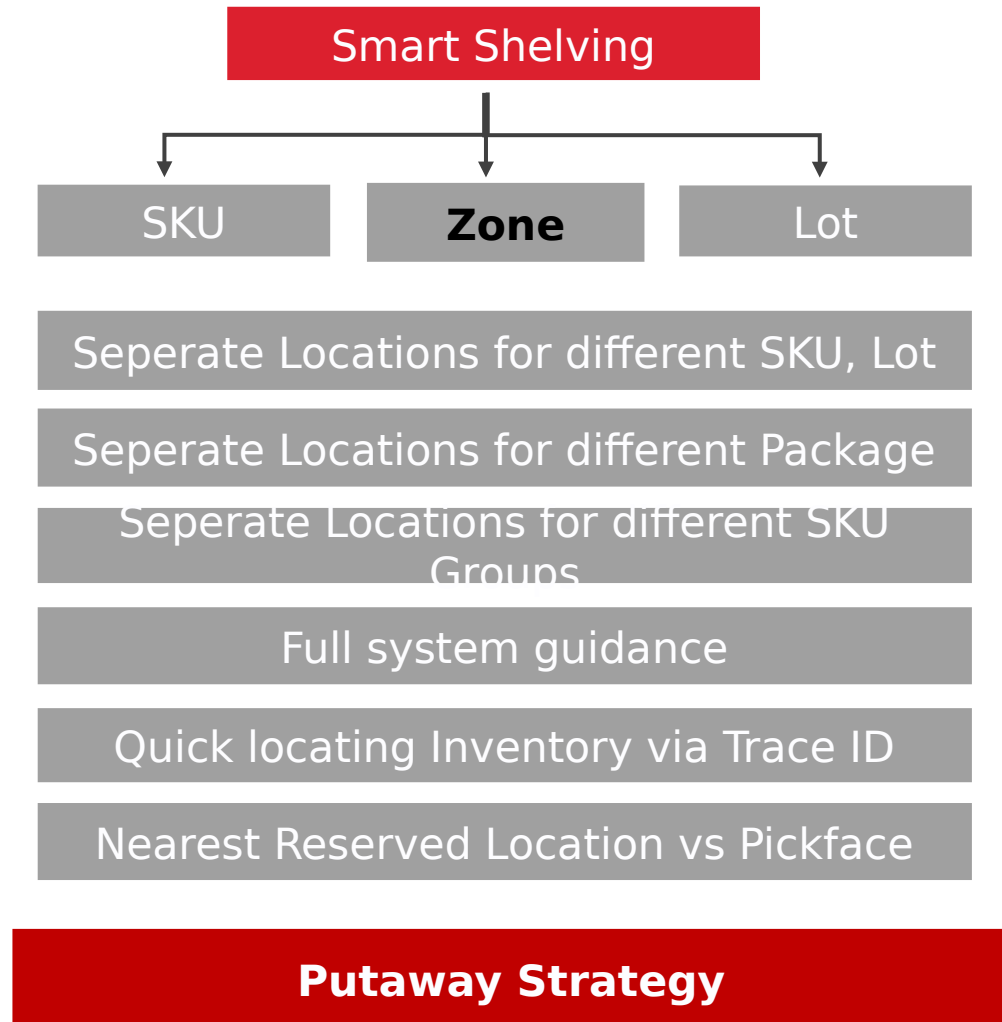 Smart Shelving
SKU
Zone
Lot
Seperate Locations for different SKU, Lot
Seperate Locations for different Package
Seperate Locations for different SKU
Groups
Full system guidance
Quick locating Inventory via Trace ID
Nearest Reserved Location vs Pickface
Putaway Strategy